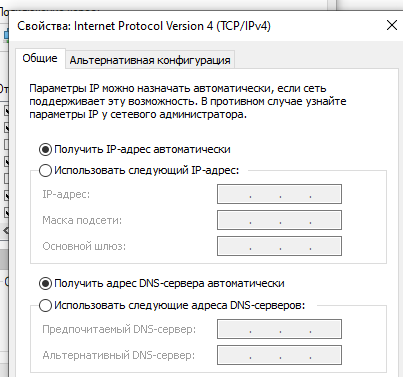 Свойства: Internet Protocol Version 4 (TCP/IPv4)
Общие
Альтернативная конфигурация
Параметры IP можно назначать автоматически, если сеть
поддерживает эту возможность. В противном случае узнайте
параметры IP у сетевого администратора.
Получить IP-адрес автоматически
Использовать следующий IP-адрес:
IP-адрес:
Маска подсети:
Основной шлюз:
Получить адрес DNS-сервера автоматически
Использовать следующие адреса DNS-серверов:
Предпочитаемый DNS-сервер:
Альтернативный DNS-сервер: